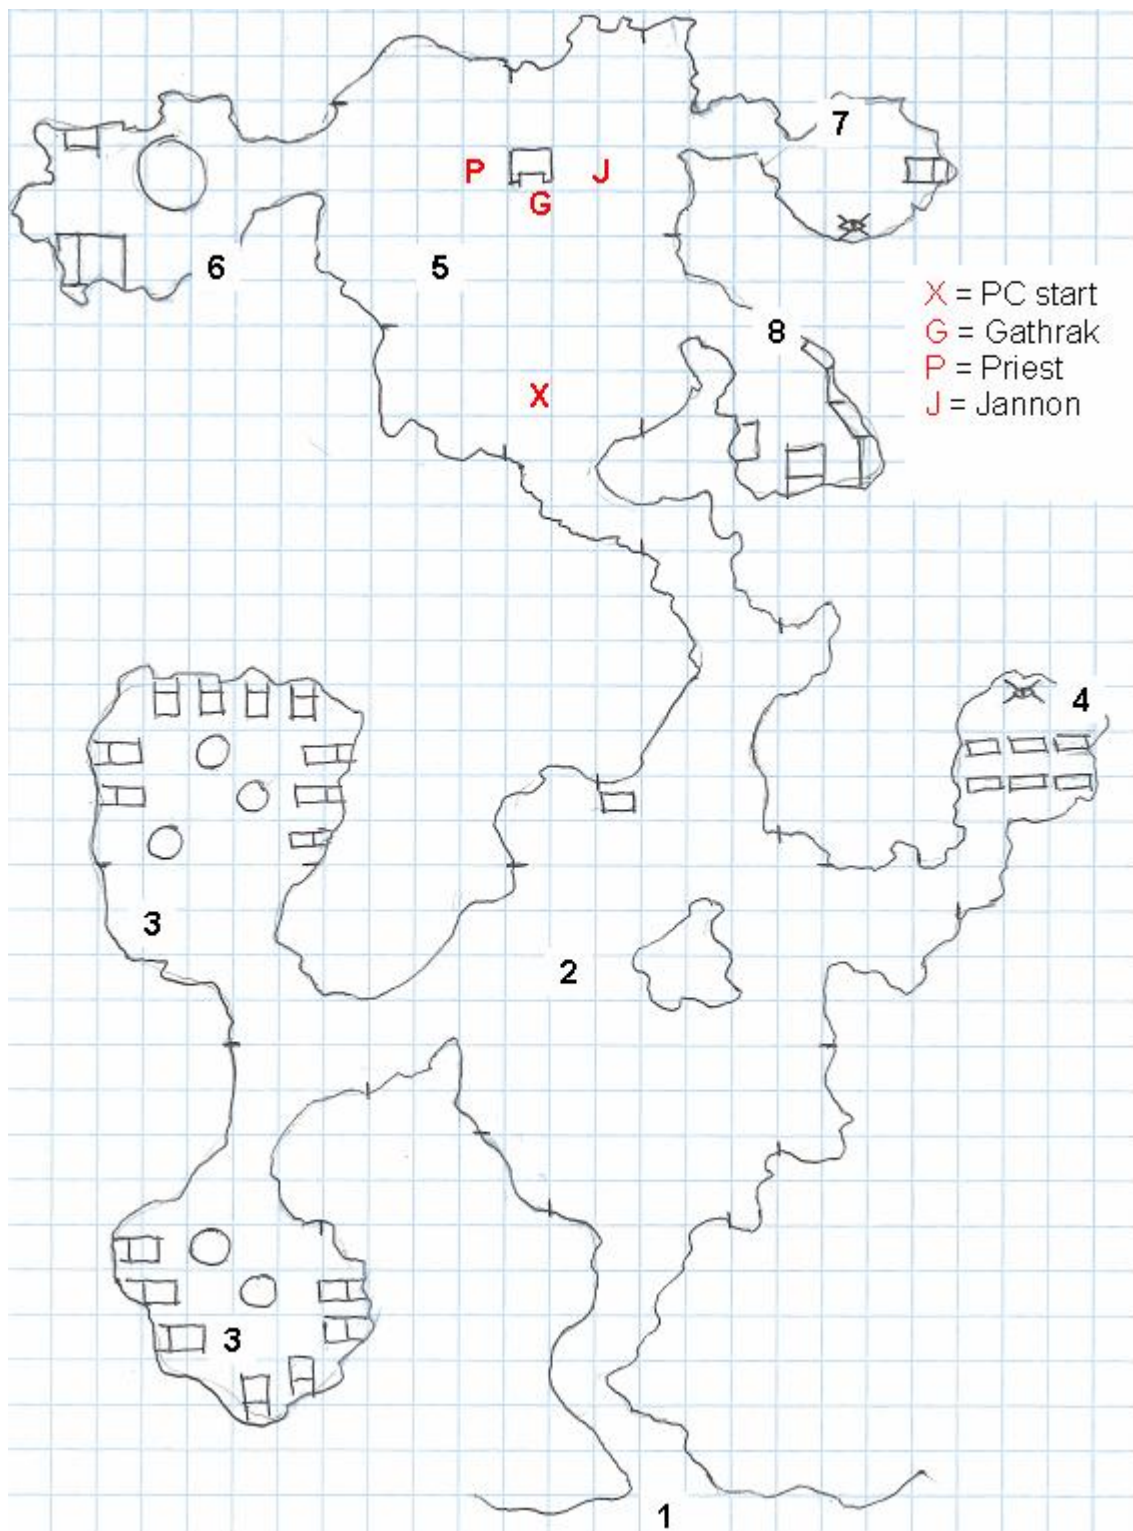 7
P
J
G
6
5
X = PC start
G = Gathrak
P = Priest
J = Jannon
8
X
4
3
2
3
1